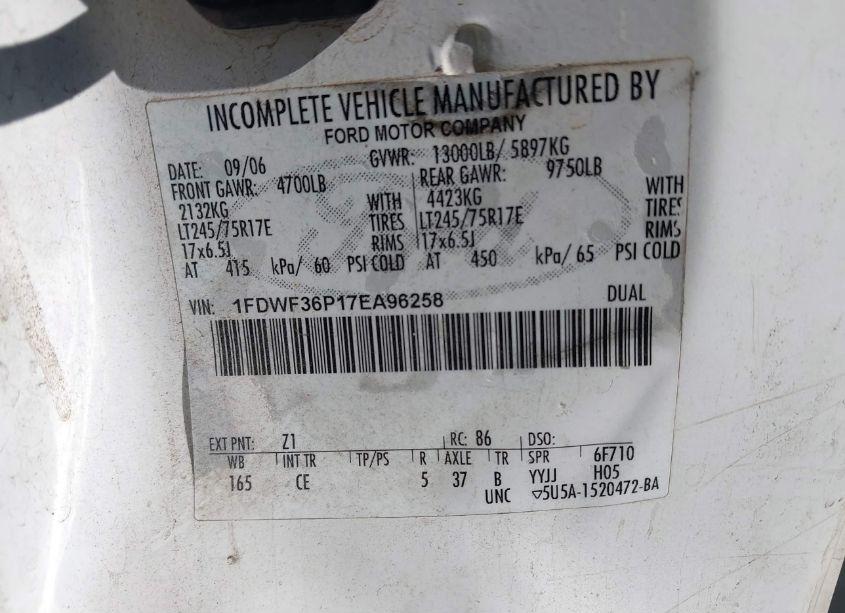 INCOMPLETE VEHICLE MANUFACTURED BY
FORD MOTOR COMPANY
DATE: 09/06 GVWR: 13000LB/ 5897KG
FRONT GAWR: 4700LB REAR GAWR: 9750LB
2132KG WITH 4423KG WITH
LT245/75R17E TIRES LT245/75R17E TIRES
17x6.5J RIMS 17x6.5J RIMS
AT 415 kPa/ 60 PSI COLD AT 450 kPa/ 65 PSI COLD
VIN: 1FDWF36P17EA96258 DUAL
EXT PNT: Z1 RC: 86 DSO:
WB INT TR TP/PS R AXLE TR SPR 6F710
165 CE 5 37 B YYJJ H05
UNC ▽5U5A-1520472-BA